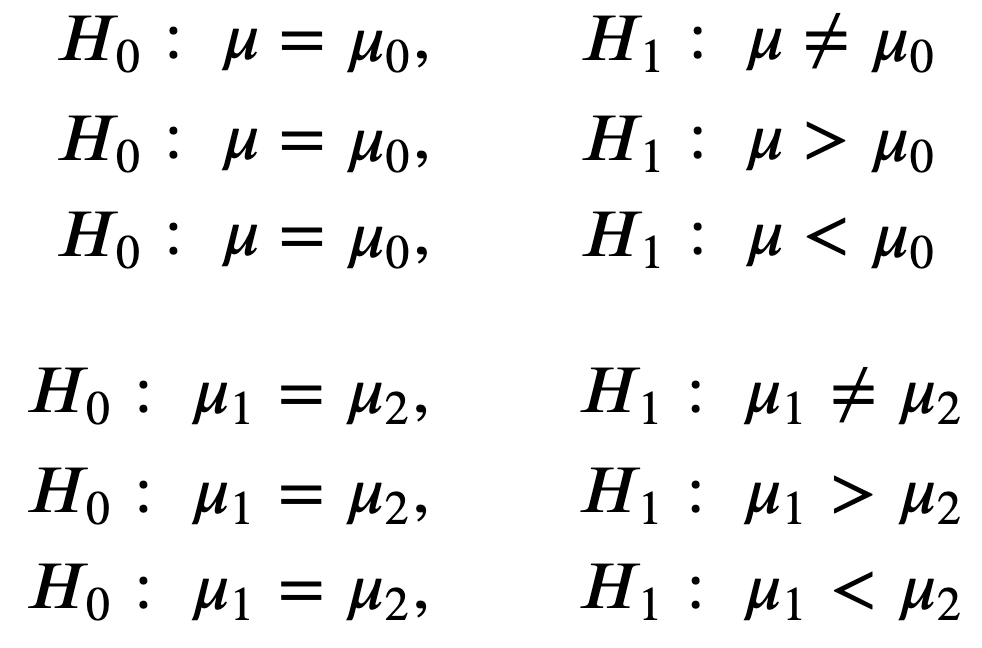 H₀ : μ = μ₀, H₁ : μ ≠ μ₀
H₀ : μ = μ₀, H₁ : μ > μ₀
H₀ : μ = μ₀, H₁ : μ < μ₀
H₀ : μ₁ = μ₂, H₁ : μ₁ ≠ μ₂
H₀ : μ₁ = μ₂, H₁ : μ₁ > μ₂
H₀ : μ₁ = μ₂, H₁ : μ₁ < μ₂